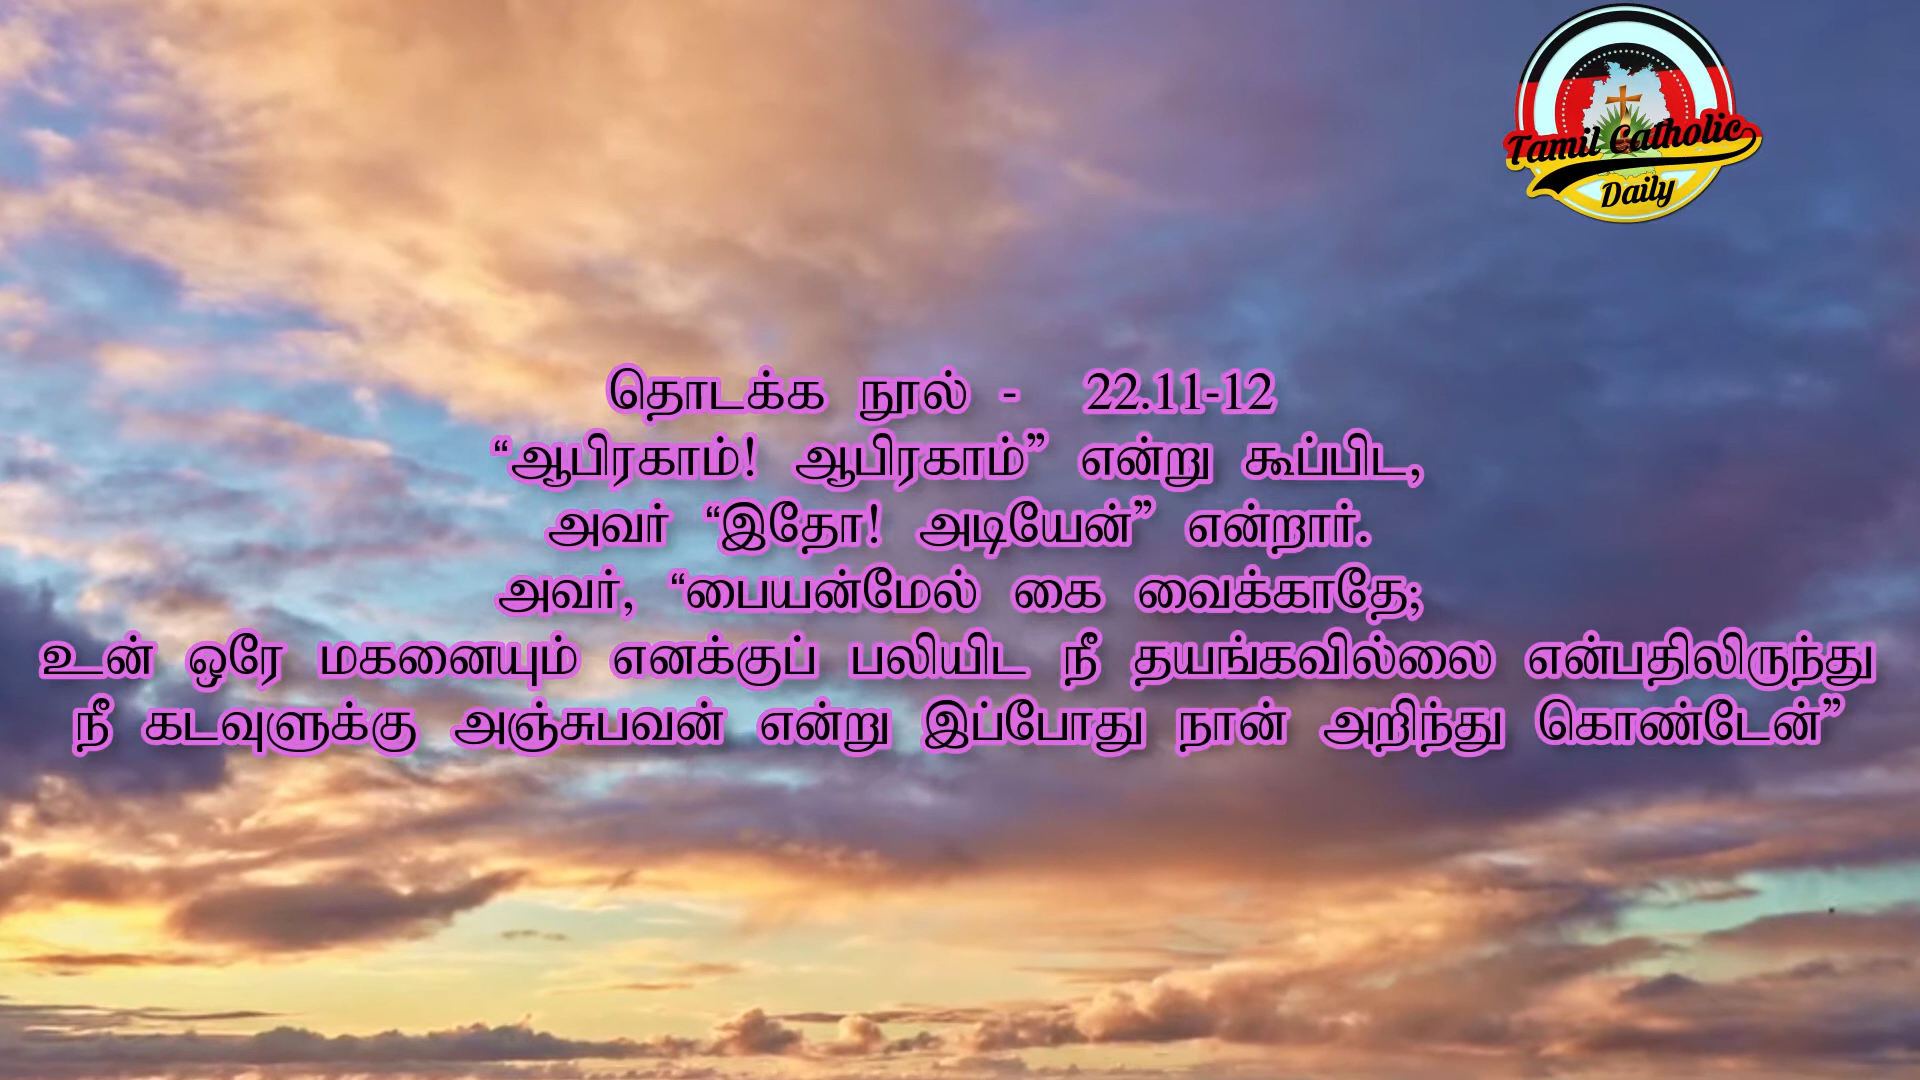 Tamil Catholic
Daily
தொடக்க நூல் - 22.11-12
“ஆபிரகாம்! ஆபிரகாம்” என்று கூப்பிட,
அவர் “இதோ! அடியேன்” என்றார்.
அவர், “பையன்மேல் கை வைக்காதே;
உன் ஒரே மகனையும் எனக்குப் பலியிட நீ தயங்கவில்லை என்பதிலிருந்து
நீ கடவுளுக்கு அஞ்சுபவன் என்று இப்போது நான் அறிந்து கொண்டேன்”